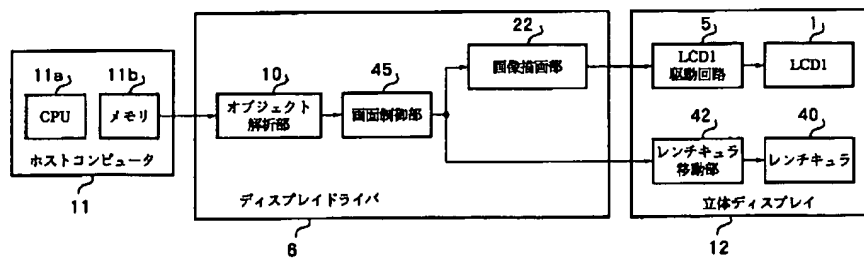 11a
11b
CPU
メモリ
ホストコンピュータ
11
10
オブジェクト
解析部
45
画面制御部
22
画像描画部
ディスプレイドライバ
6
5
LCD1
駆動回路
1
LCD1
42
レンチキュラ
移動部
40
レンチキュラ
立体ディスプレイ
12